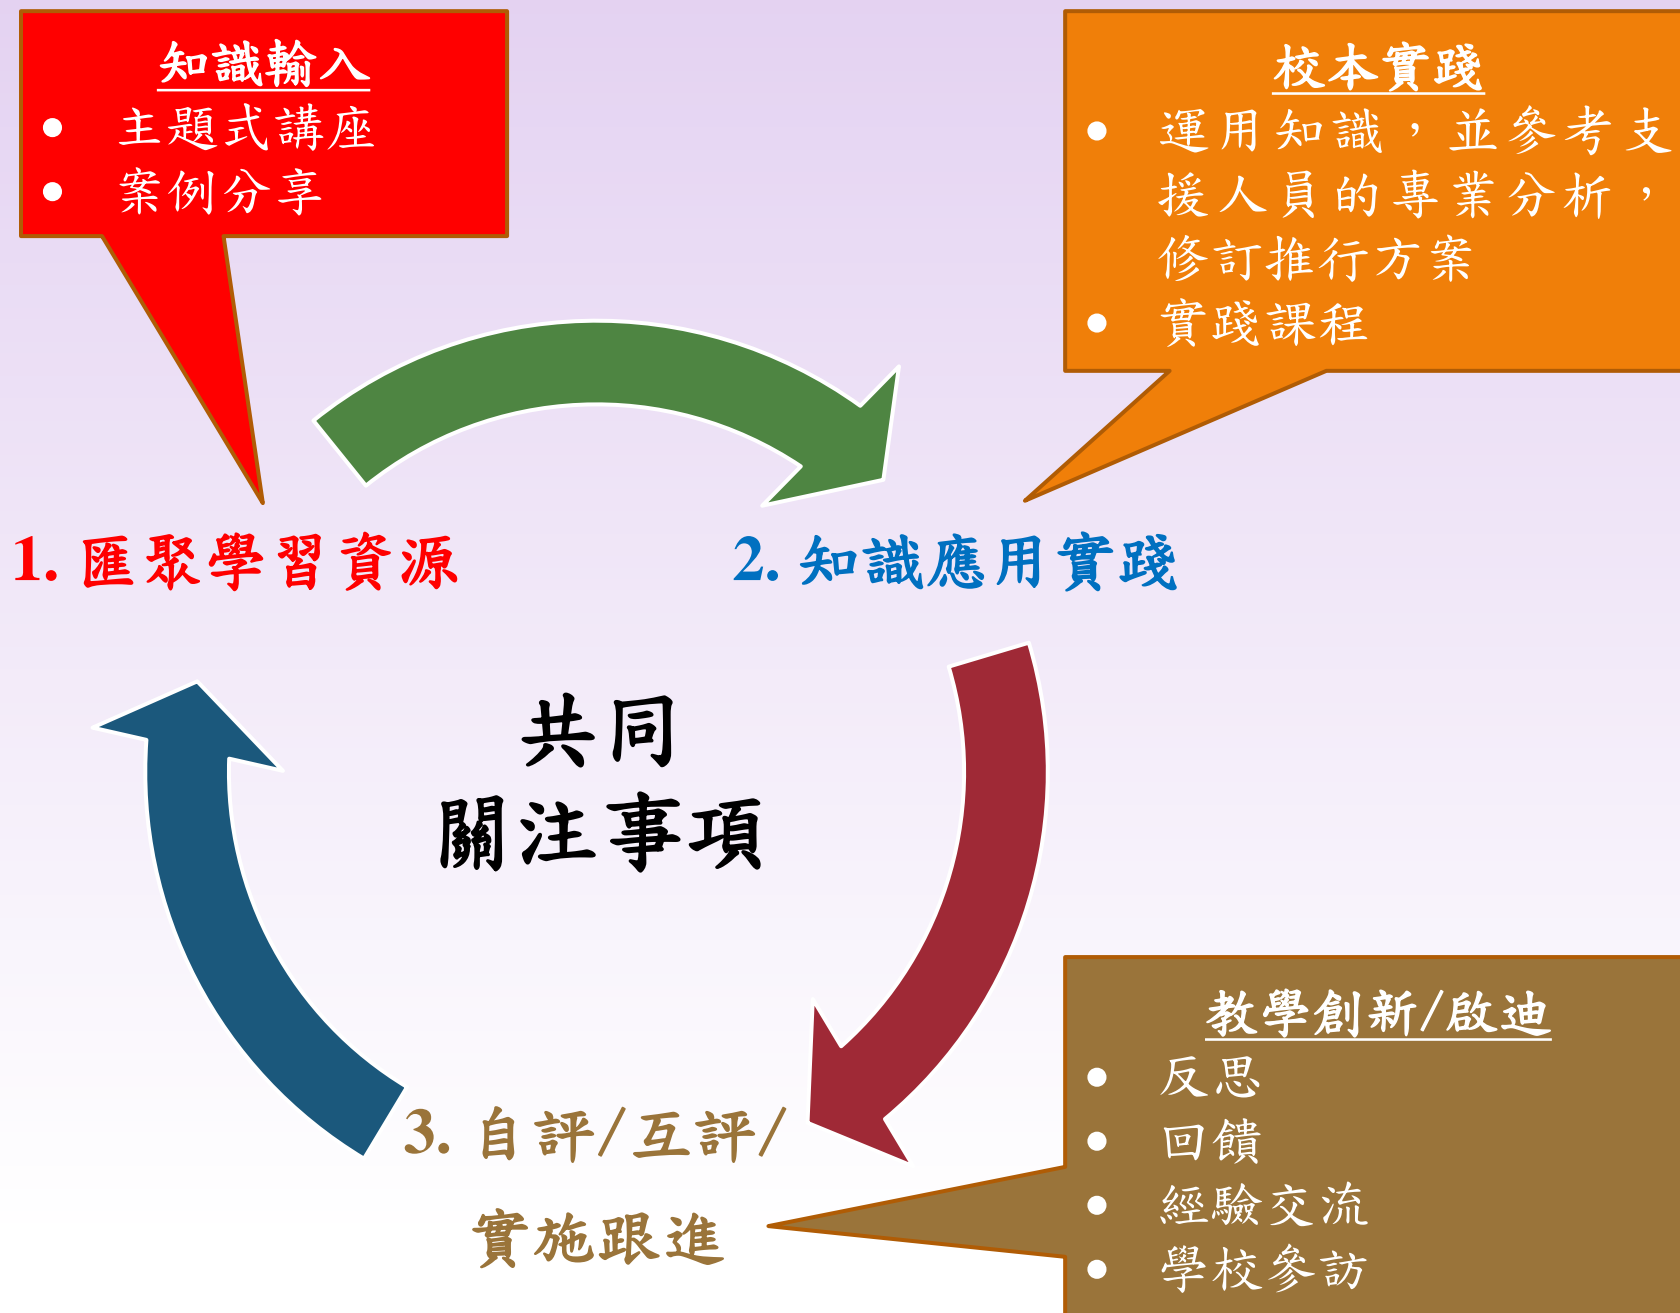 知識輸入
● 主題式講座
● 案例分享
校本實踐
● 運用知識，並參考支
援人員的專業分析，
修訂推行方案
● 實踐課程
1. 匯聚學習資源
2. 知識應用實踐
共同
關注事項
3. 自評/互評/
實施跟進
教學創新/啟迪
● 反思
● 回饋
● 經驗交流
● 學校參訪